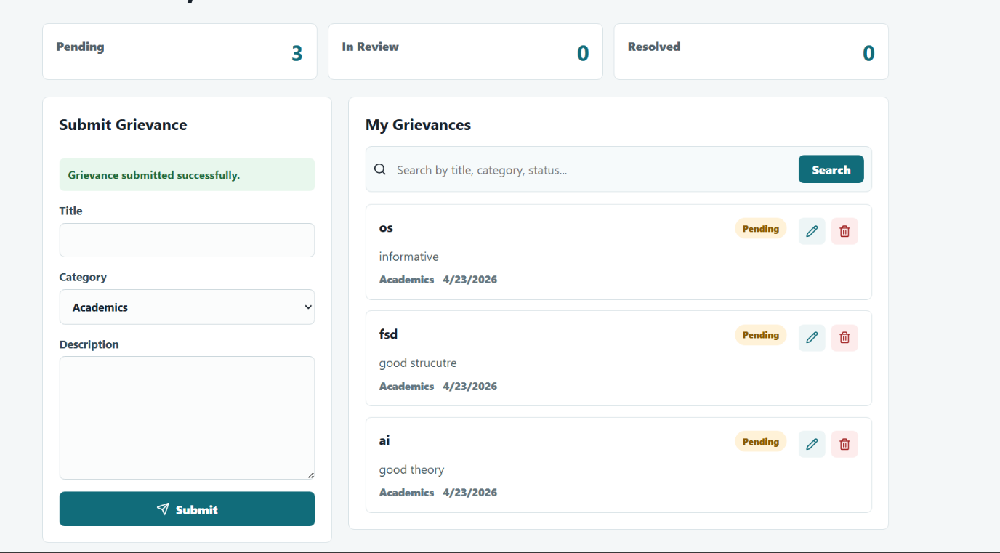 Pending
3
In Review
0
Resolved
0
Submit Grievance
Grievance submitted successfully.
Title
Category
Academics
Description
Submit
My Grievances
Search by title, category, status...
Search
os
Pending
informative
Academics 4/23/2026
fsd
Pending
good strucutre
Academics 4/23/2026
ai
Pending
good theory
Academics 4/23/2026